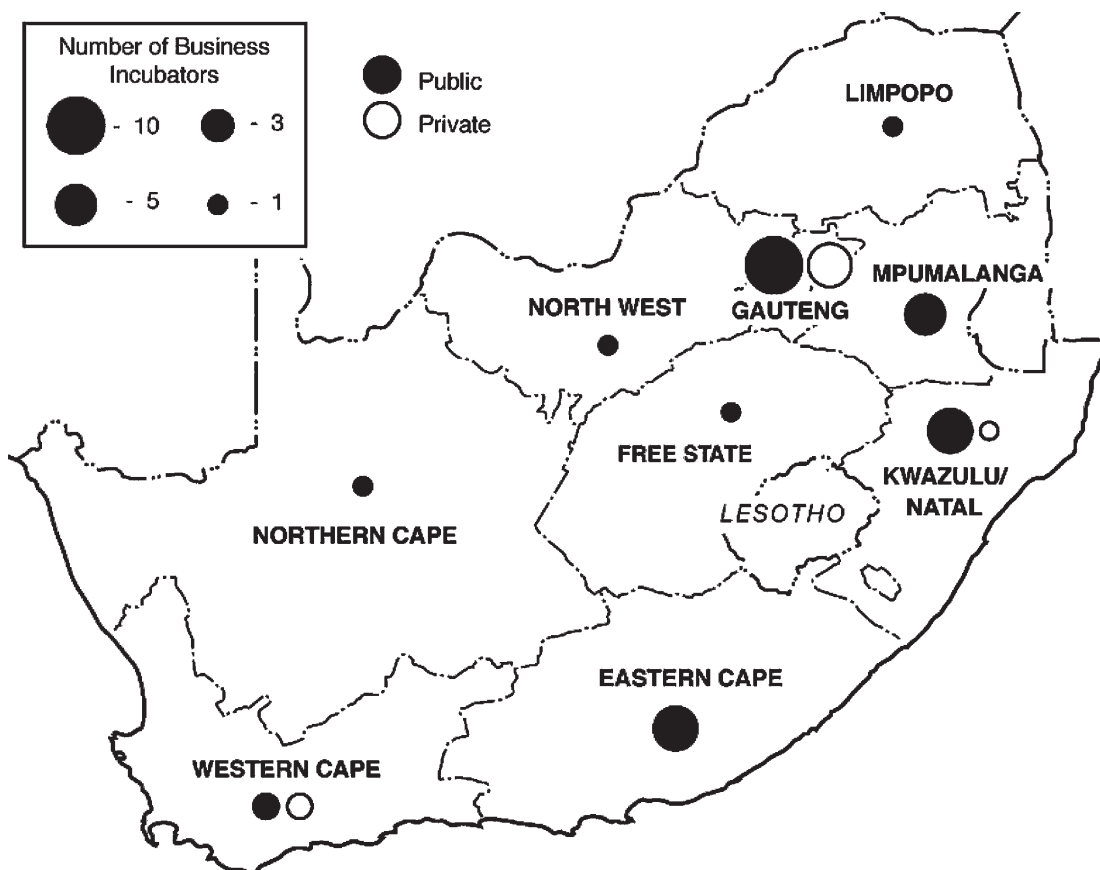 Number of Business
Incubators
- 10
- 3
- 5
- 1
Public
Private
LIMPOPO
MPUMALANGA
NORTH WEST
GAUTENG
FREE STATE
KWAZULU/
NATAL
LESOTHO
NORTHERN CAPE
EASTERN CAPE
WESTERN CAPE